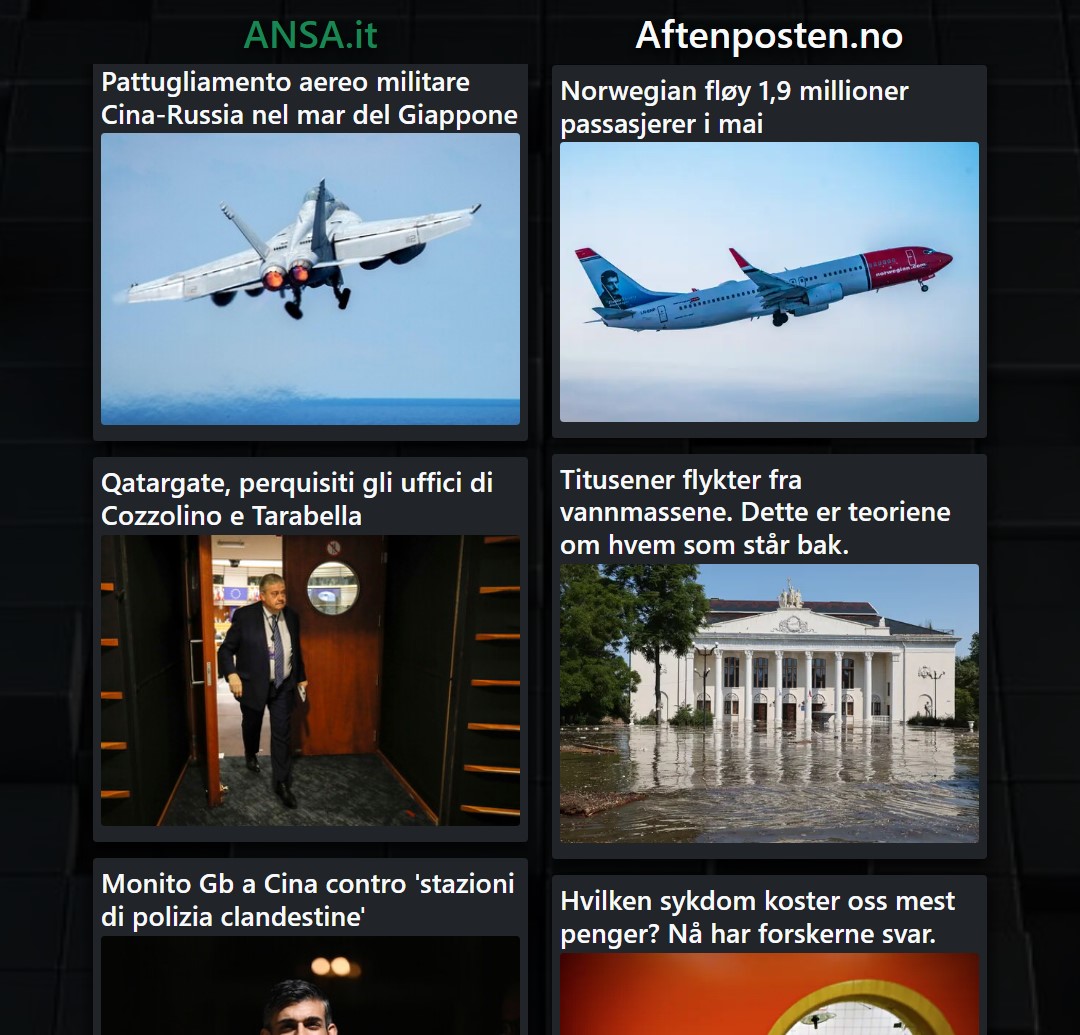 ANSA.it
Pattugliamento aereo militare
Cina-Russia nel mar del Giappone
Qatargate, perquisiti gli uffici di
Cozzolino e Tarabella
Monito Gb a Cina contro 'stazioni
di polizia clandestine'
Aftenposten.no
Norwegian fløy 1,9 millioner
passasjerer i mai
norwegian.com
Titusener flykter fra
vannmassene. Dette er teoriene
om hvem som står bak.
Hvilken sykdom koster oss mest
penger? Nå har forskerne svar.